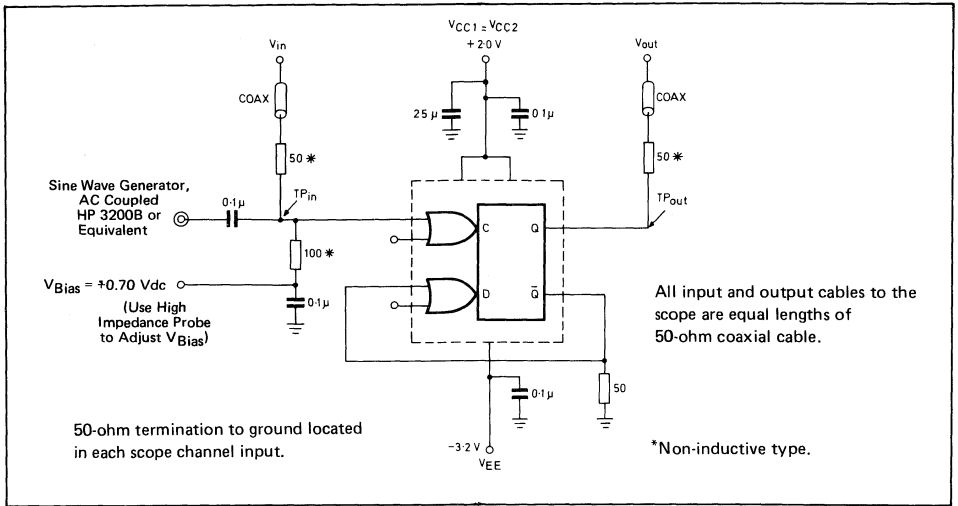 VCC1 = VCC2
+2·0 V
Vin
Vout
COAX
COAX
25 µ
0·1 µ
50 *
50 *
Sine Wave Generator,
AC Coupled
HP 3200B or
Equivalent
0·1 µ
TPin
TPout
C
Q
100 *
VBias = +0.70 Vdc
(Use High
Impedance Probe
to Adjust VBias)
0·1 µ
D
Q̅
All input and output cables to the
scope are equal lengths of
50-ohm coaxial cable.
0·1 µ
50
50-ohm termination to ground located
in each scope channel input.
−3·2 V
VEE
*Non-inductive type.